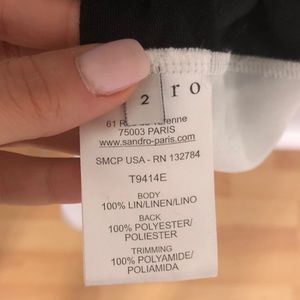 2
r o
61 R
erenne
75003 PARIS
www.sandro-paris.com
SMCP USA - RN 132784
T9414E
BODY
100% LIN/LINEN/LINO
BACK
100% POLYESTER/
POLIESTER
TRIMMING
100% POLYAMIDE/
POLIAMIDA